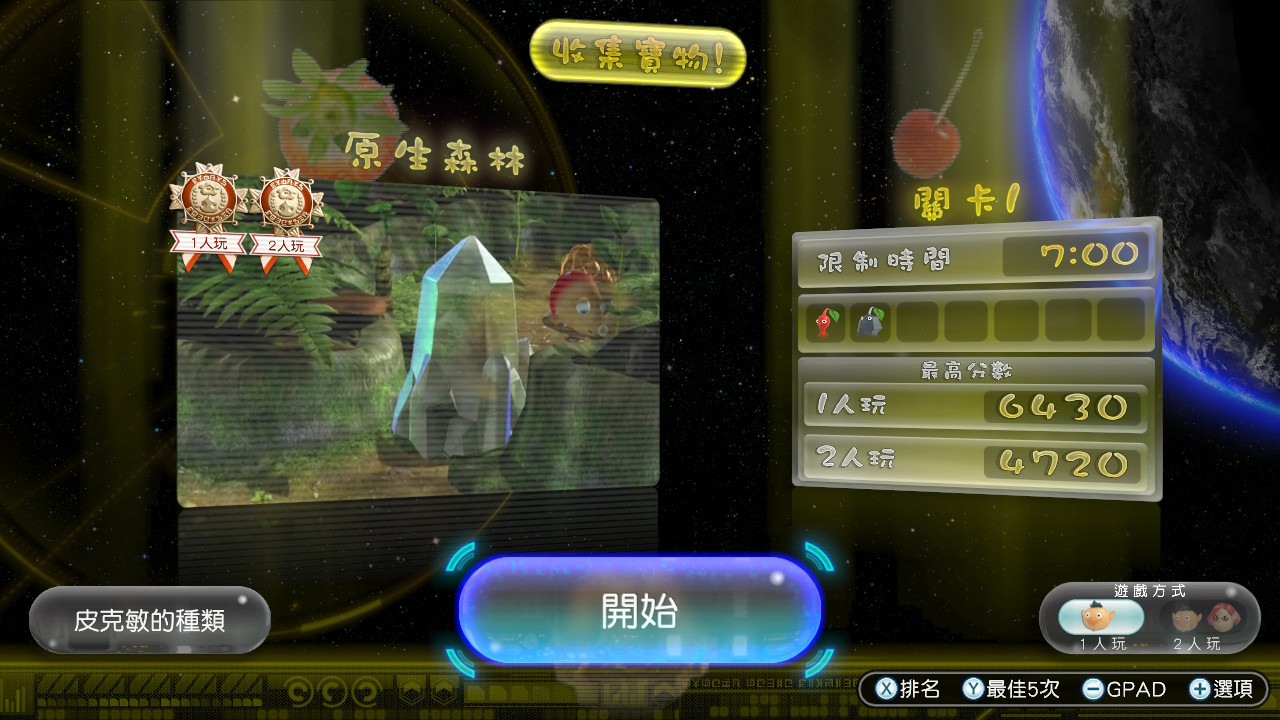 收集寶物!
原生森林
1人玩
2人玩
關卡1
限制時間 7:00
最高分數
1人玩 6430
2人玩 4720
開始
皮克敏的種類
遊戲方式
1人玩 2人玩
X排名 Y最佳5次 −GPAD +選項